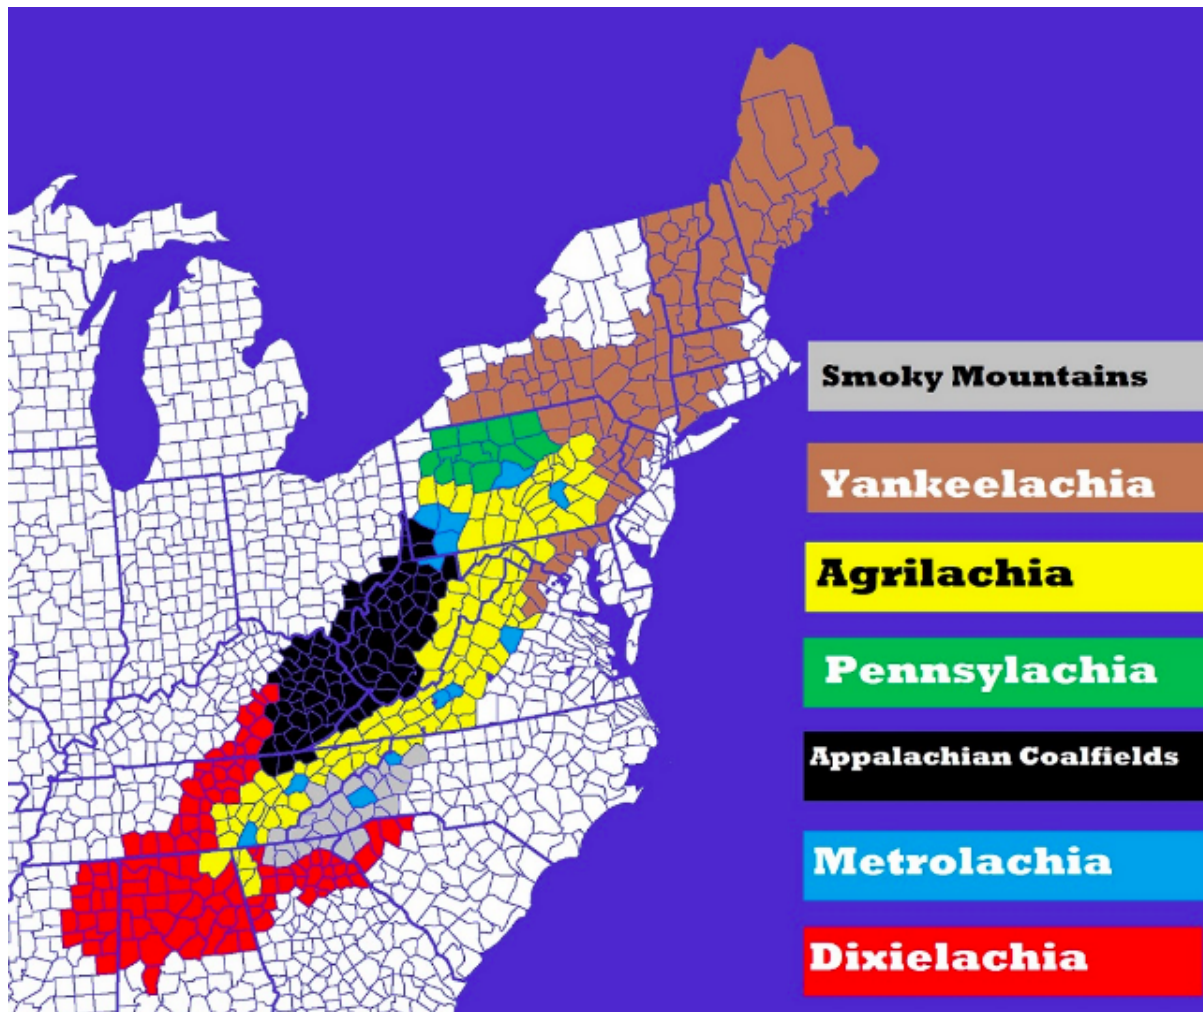 Smoky Mountains
Yankeelachia
Agrilachia
Pennsylachia
Appalachian Coalfields
Metrolachia
Dixielachia